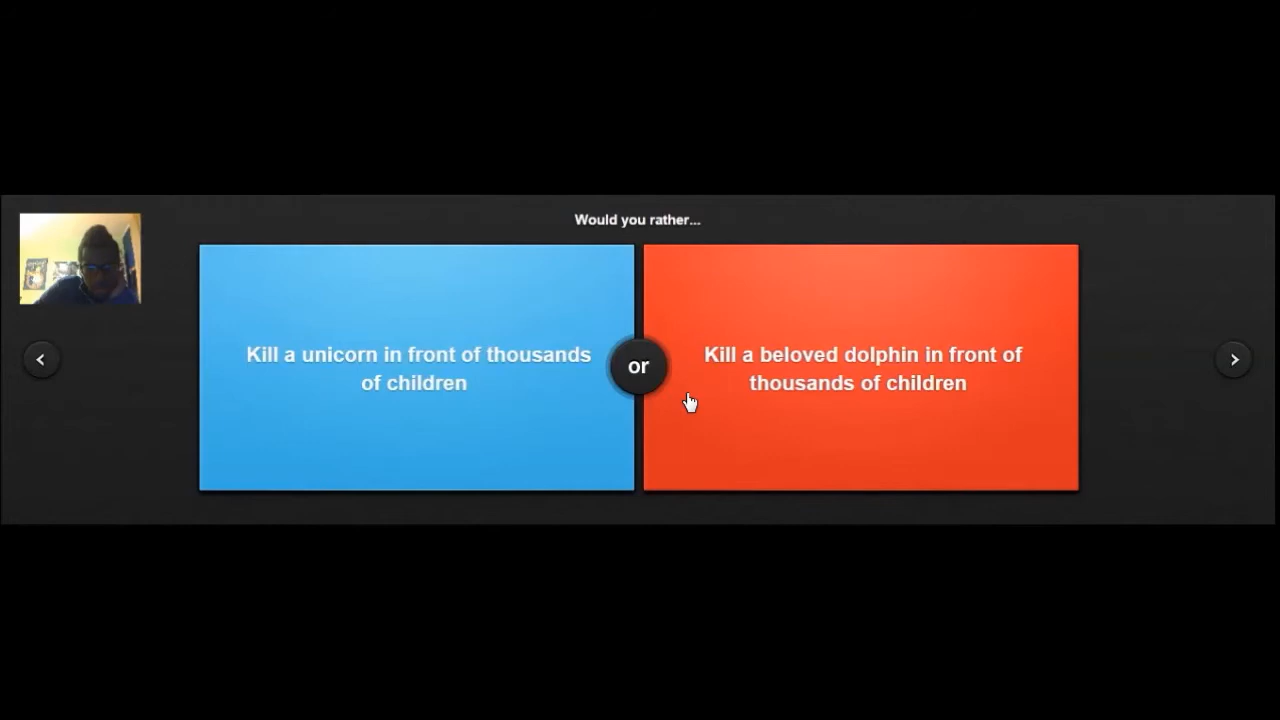 Would you rather...
Kill a unicorn in front of thousands
of children
or
Kill a beloved dolphin in front of
thousands of children